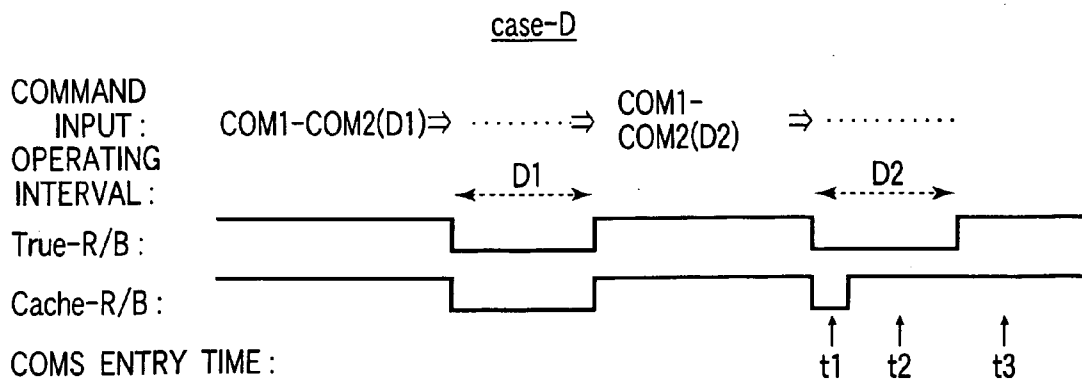 case-D
COMMAND
INPUT :
COM1-COM2(D1)⇒ ·······⇒ COM1-
COM2(D2) ⇒ ·········
OPERATING
INTERVAL :
D1 D2
True-R/B :
Cache-R/B :
COMS ENTRY TIME : t1 t2 t3